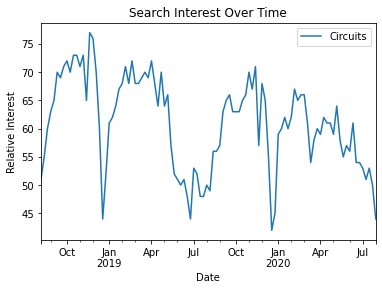 Search Interest Over Time
Circuits
Relative Interest
75
70
65
60
55
50
45
Oct Jan Apr Jul Oct Jan Apr Jul
2019 2020
Date